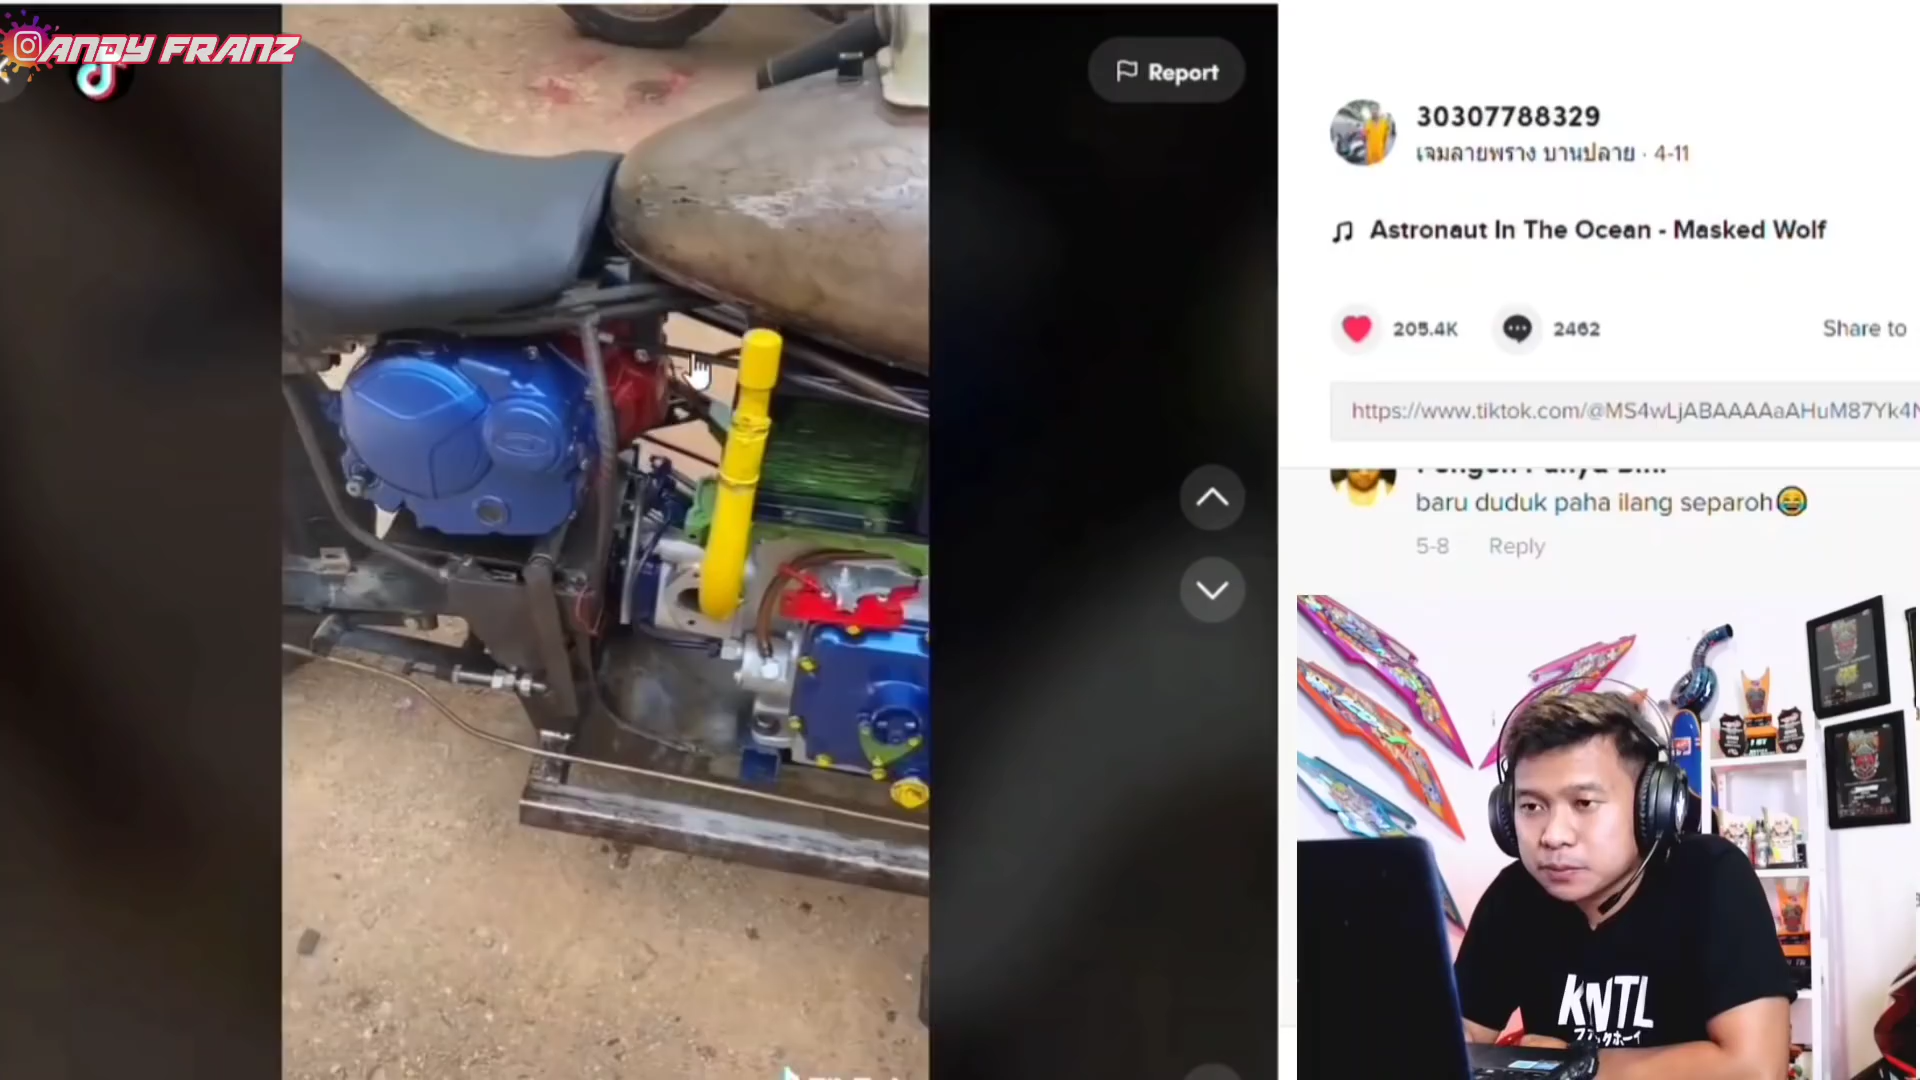 ANDY FRANZ
Report
30307788329
เจมลายพราง บานปลาย · 4-11
Astronaut In The Ocean - Masked Wolf
205.4K
2462
Share to
https://www.tiktok.com/@MS4wLjABAAAAaAHuM87Yk4N
baru duduk paha ilang separoh😂
5-8
Reply
KNTL